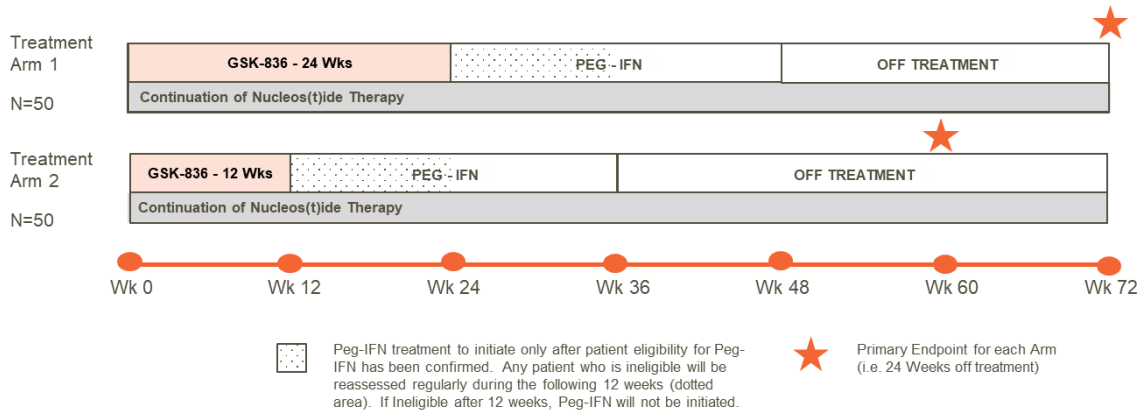 Treatment
Arm 1
N=50
GSK-836 - 24 Wks
PEG - IFN
OFF TREATMENT
Continuation of Nucleos(t)ide Therapy
Treatment
Arm 2
N=50
GSK-836 - 12 Wks
PEG - IFN
OFF TREATMENT
Continuation of Nucleos(t)ide Therapy
Wk 0
Wk 12
Wk 24
Wk 36
Wk 48
Wk 60
Wk 72
Peg-IFN treatment to initiate only after patient eligibility for Peg-
IFN has been confirmed. Any patient who is ineligible will be
reassessed regularly during the following 12 weeks (dotted
area). If Ineligible after 12 weeks, Peg-IFN will not be initiated.
Primary Endpoint for each Arm
(i.e. 24 Weeks off treatment)